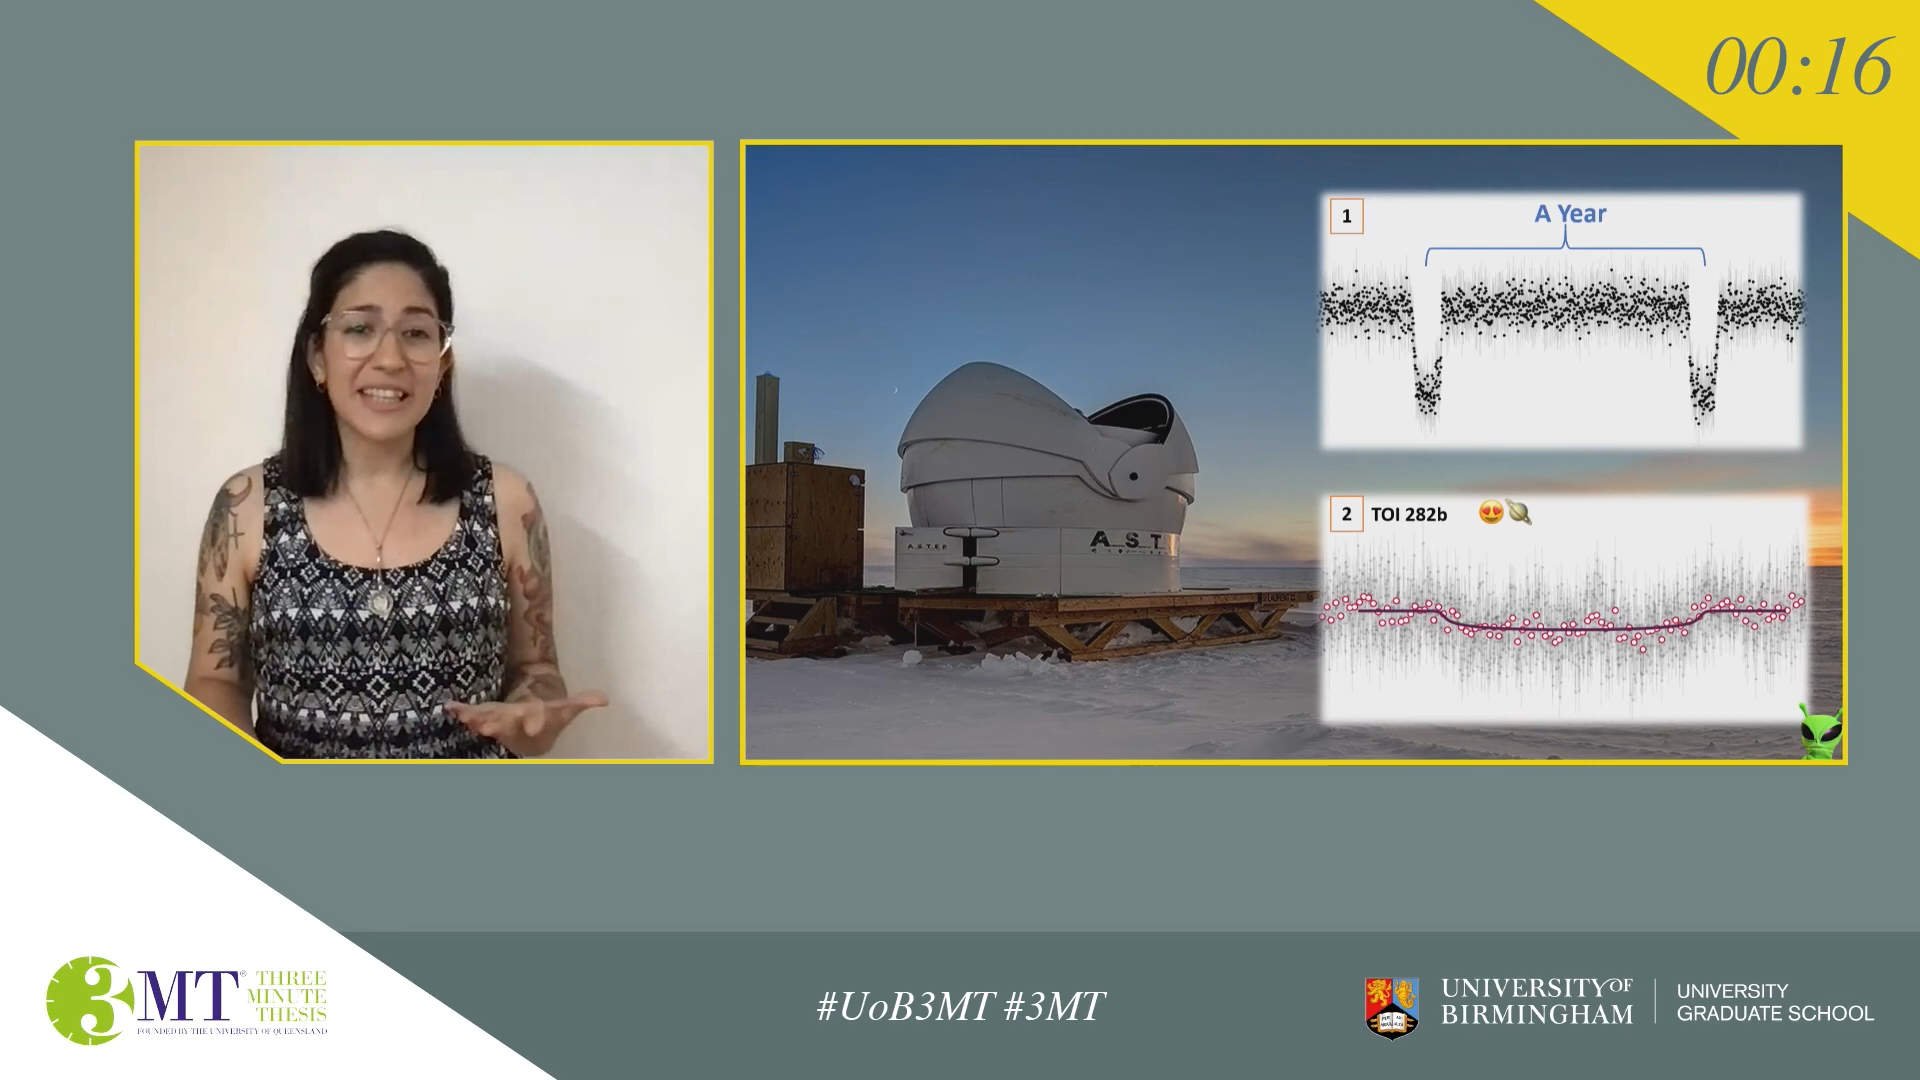 00:16
1
A Year
2
TOI 282b
ASTEP
A S T
3MT®
THREE
MINUTE
THESIS
FOUNDED BY THE UNIVERSITY OF QUEENSLAND
#UoB3MT #3MT
UNIVERSITY OF
BIRMINGHAM
UNIVERSITY
GRADUATE SCHOOL